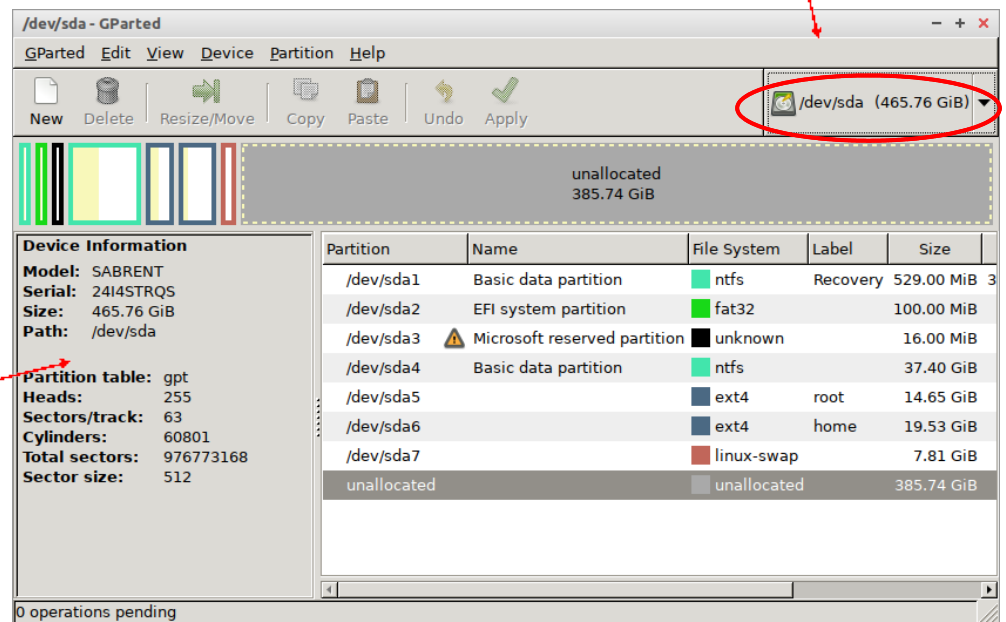 /dev/sda - GParted
GParted Edit View Device Partition Help
New Delete Resize/Move Copy Paste Undo Apply
/dev/sda (465.76 GiB)
unallocated
385.74 GiB
Device Information
Model: SABRENT
Serial: 24I4STRQS
Size: 465.76 GiB
Path: /dev/sda
Partition table: gpt
Heads: 255
Sectors/track: 63
Cylinders: 60801
Total sectors: 976773168
Sector size: 512
Partition Name File System Label Size
/dev/sda1 Basic data partition ntfs Recovery 529.00 MiB 3
/dev/sda2 EFI system partition fat32 100.00 MiB
/dev/sda3 Microsoft reserved partition unknown 16.00 MiB
/dev/sda4 Basic data partition ntfs 37.40 GiB
/dev/sda5 ext4 root 14.65 GiB
/dev/sda6 ext4 home 19.53 GiB
/dev/sda7 linux-swap 7.81 GiB
unallocated unallocated 385.74 GiB
0 operations pending